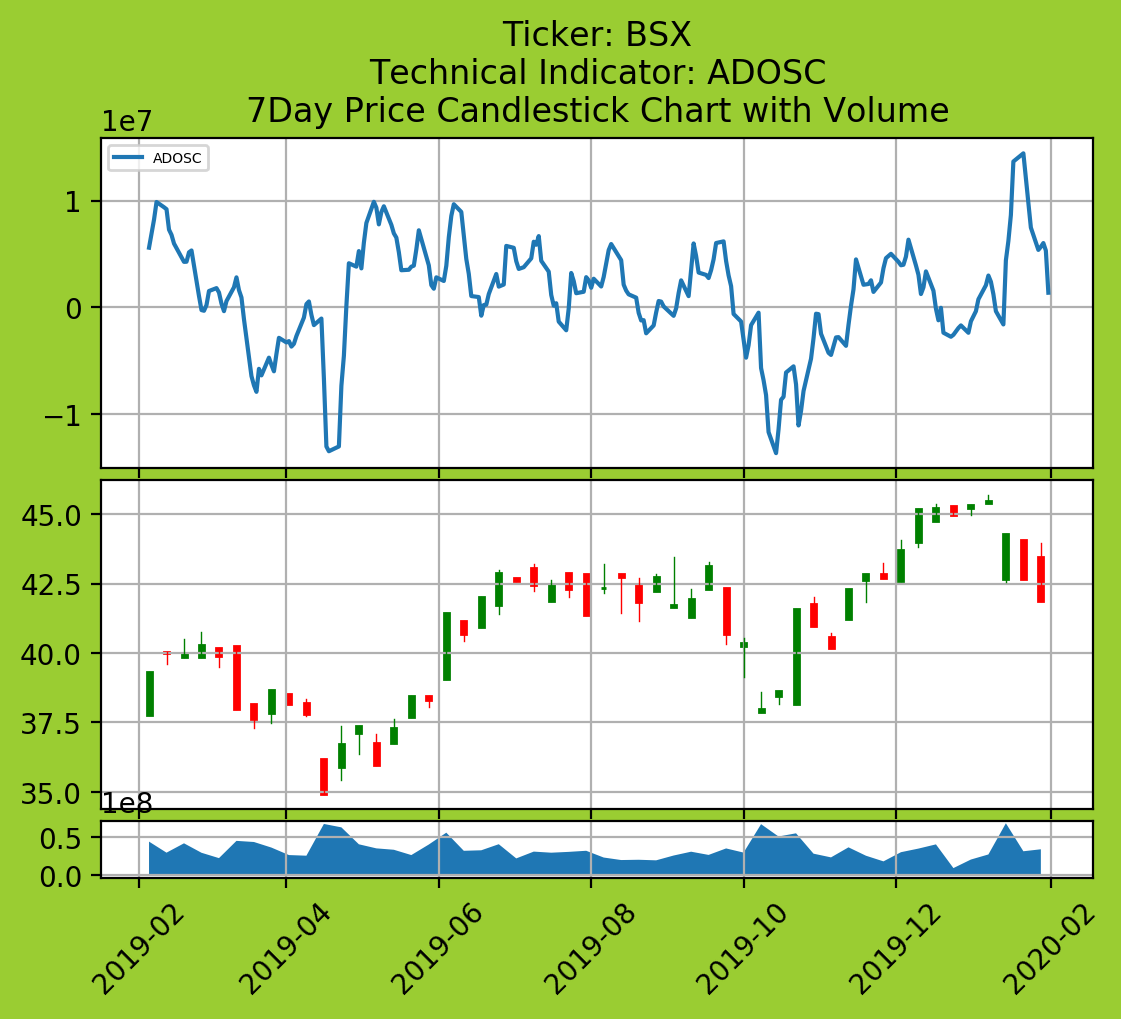 Ticker: BSX
Technical Indicator: ADOSC
7Day Price Candlestick Chart with Volume
1e7
ADOSC
1
0
−1
45.0
42.5
40.0
37.5
35.0
1e8
0.5
0.0
2019-02
2019-04
2019-06
2019-08
2019-10
2019-12
2020-02